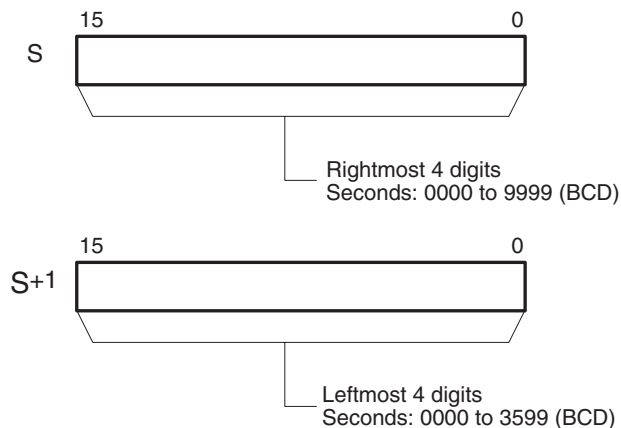 15 0
S
Rightmost 4 digits
Seconds: 0000 to 9999 (BCD)
15 0
S+1
Leftmost 4 digits
Seconds: 0000 to 3599 (BCD)